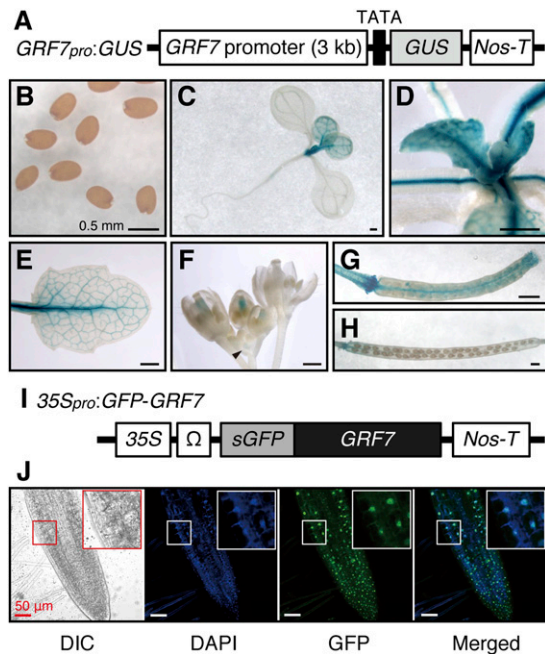 A
TATA
GRF7pro:GUS
GRF7 promoter (3 kb)
GUS
Nos-T
B
C
D
0.5 mm
E
F
G
H
I 35Spro:GFP-GRF7
35S
Ω
sGFP
GRF7
Nos-T
J
50 µm
DIC
DAPI
GFP
Merged